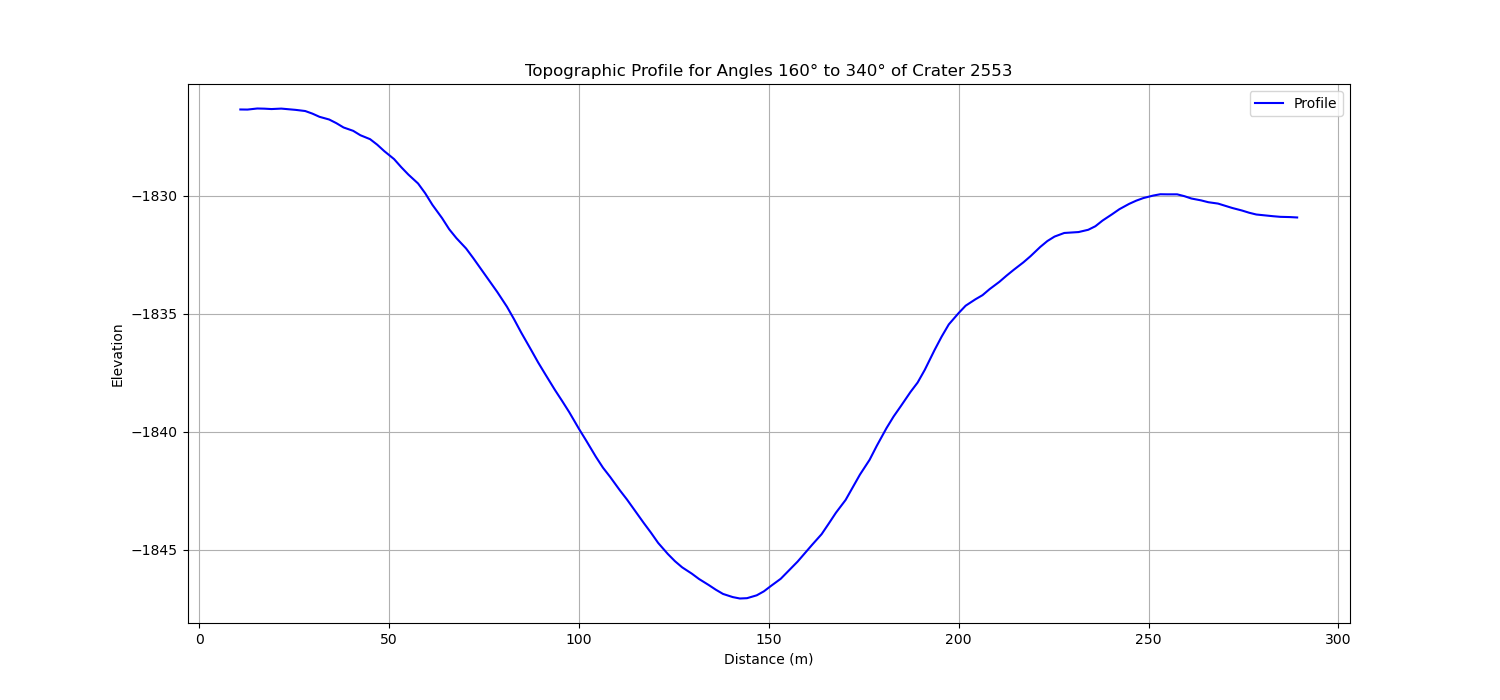 Topographic Profile for Angles 160° to 340° of Crater 2553
Profile
−1830
−1835
−1840
−1845
Elevation
0
50
100
150
200
250
300
Distance (m)